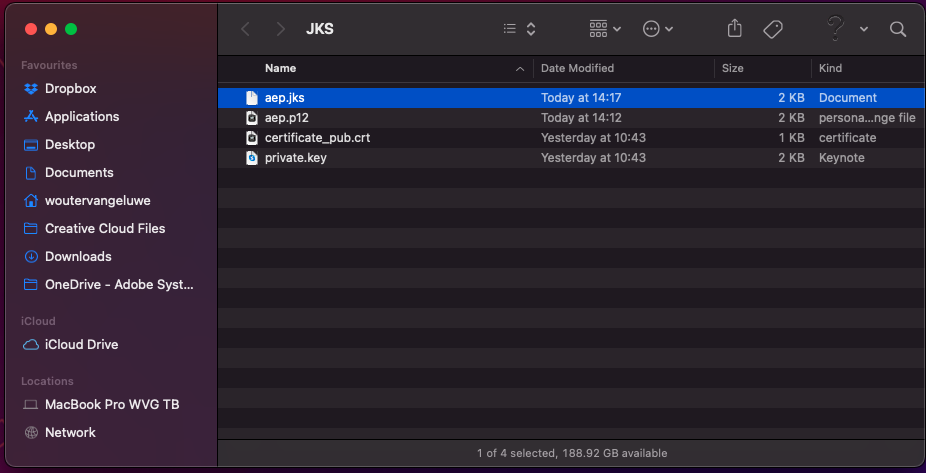 JKS
Favourites
Dropbox
Applications
Desktop
Documents
woutervangeluwe
Creative Cloud Files
Downloads
OneDrive - Adobe Syst...
iCloud
iCloud Drive
Locations
MacBook Pro WVG TB
Network
Name Date Modified Size Kind
aep.jks Today at 14:17 2 KB Document
aep.p12 Today at 14:12 2 KB persona...nge file
certificate_pub.crt Yesterday at 10:43 1 KB certificate
private.key Yesterday at 10:43 2 KB Keynote
1 of 4 selected, 188.92 GB available